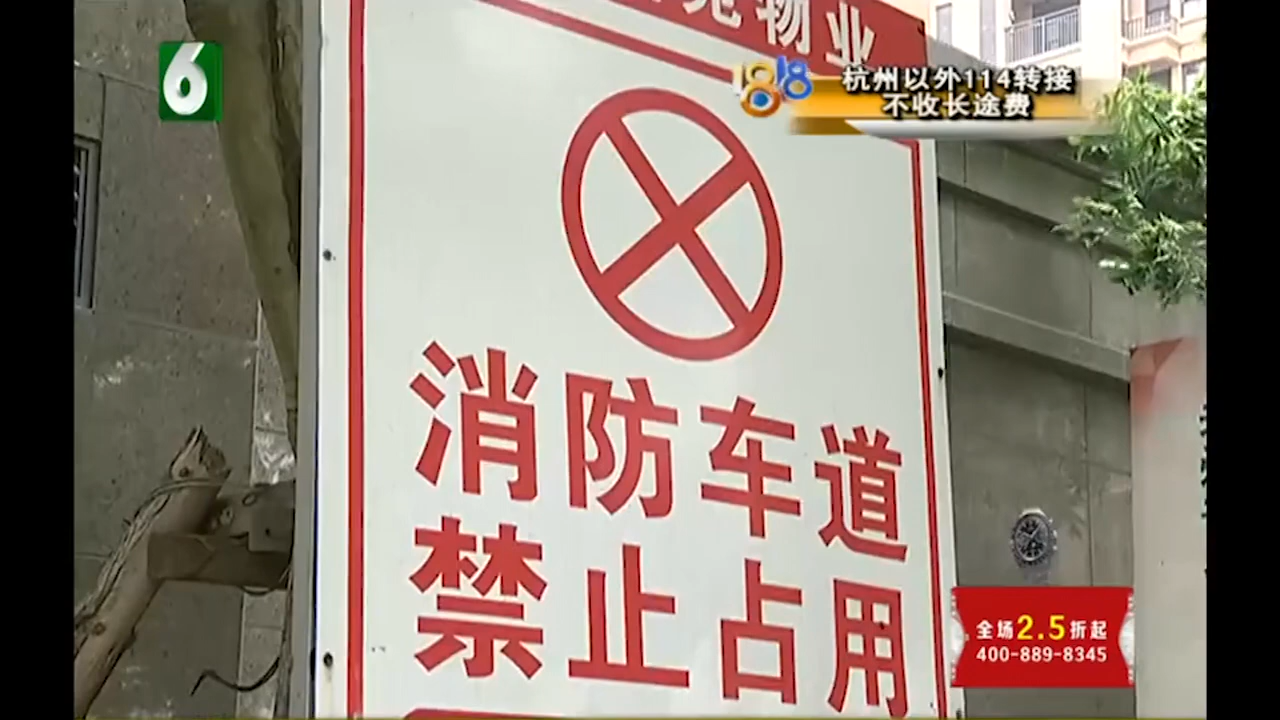 物业
6
1818
杭州以外114转接
不收长途费
消防车道
禁止占用
全场2.5折起
400-889-8345